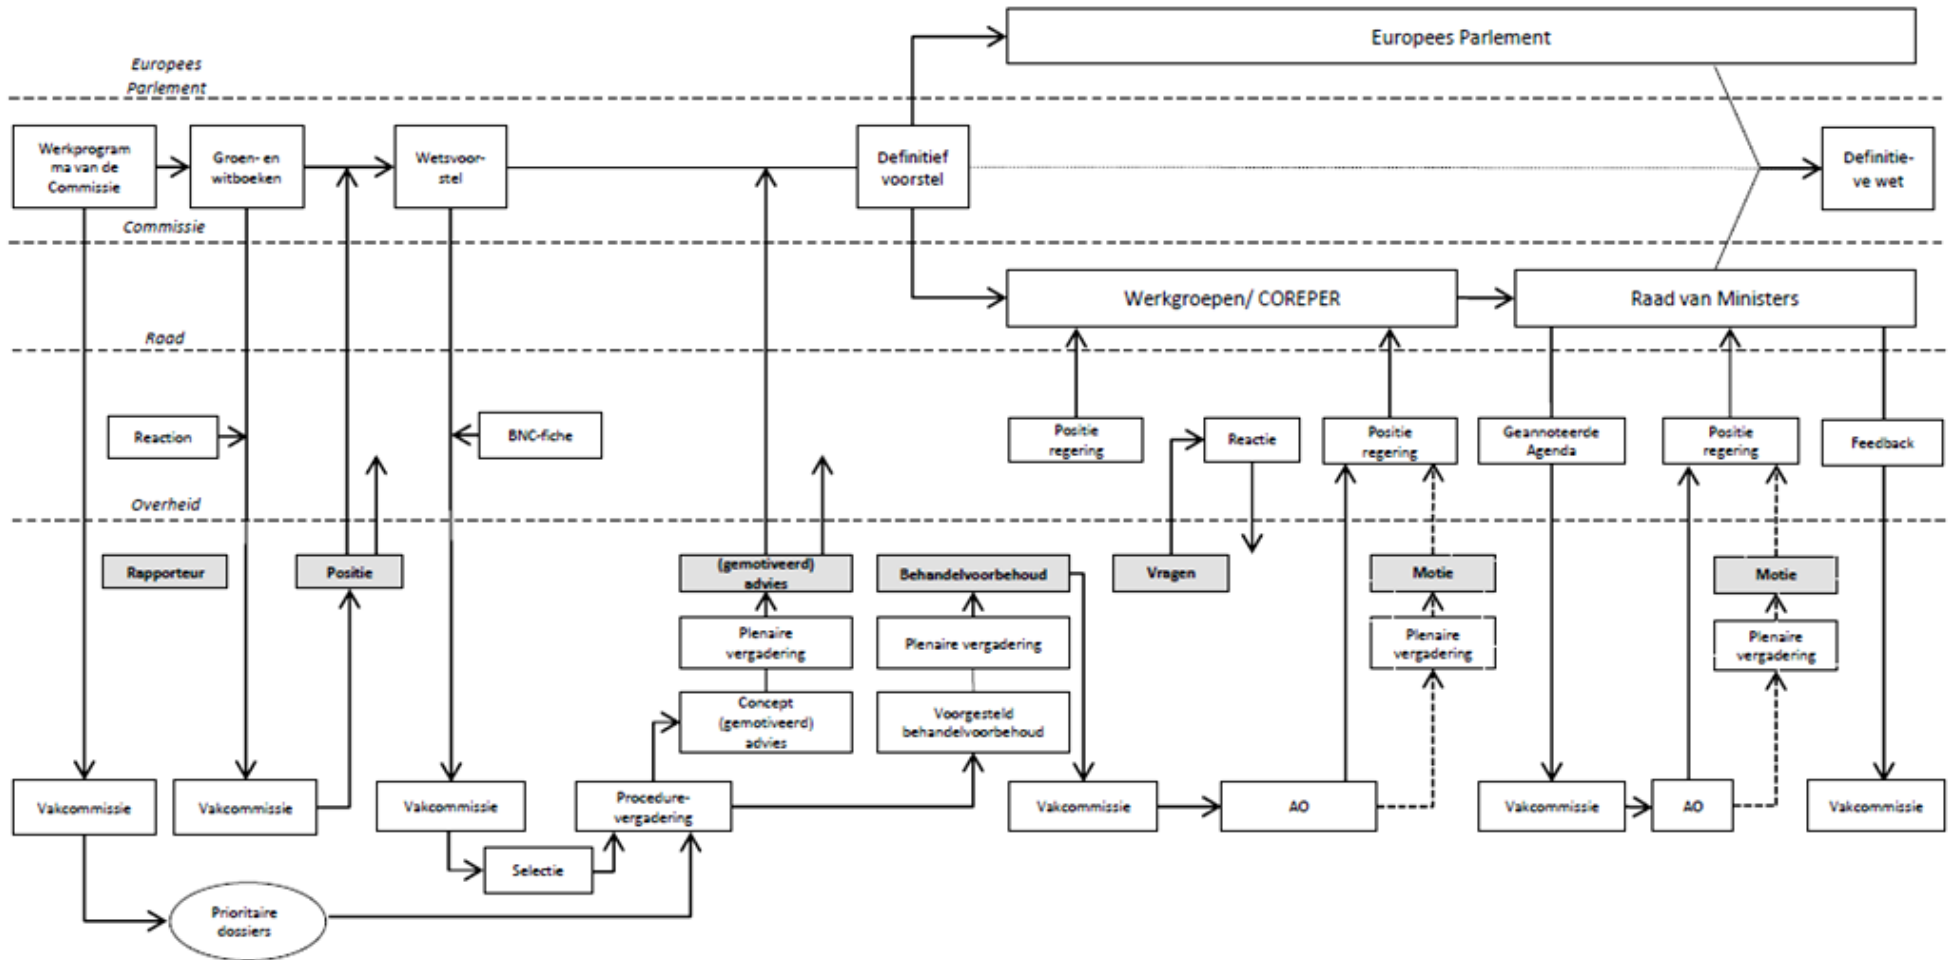 Europees Parlement
Europees
Parlement
Werkprogram
ma van de
Commissie
Groen- en
witboeken
Wetsvoor-
stel
Definitief
voorstel
Definitie-
ve wet
Commissie
Werkgroepen/ COREPER
Raad van Ministers
Raad
Reaction
BNC-fiche
Positie
regering
Reactie
Positie
regering
Geannoteerde
Agenda
Positie
regering
Feedback
Overheid
Rapporteur
Positie
(gemotiveerd)
advies
Behandelvoorbehoud
Vragen
Motie
Motie
Plenaire
vergadering
Plenaire vergadering
Plenaire
vergadering
Plenaire
vergadering
Concept
(gemotiveerd)
advies
Voorgesteld
behandelvoorbehoud
Vakcommissie
Vakcommissie
Vakcommissie
Procedure-
vergadering
Vakcommissie
AO
Vakcommissie
AO
Vakcommissie
Selectie
Prioritaire
dossiers